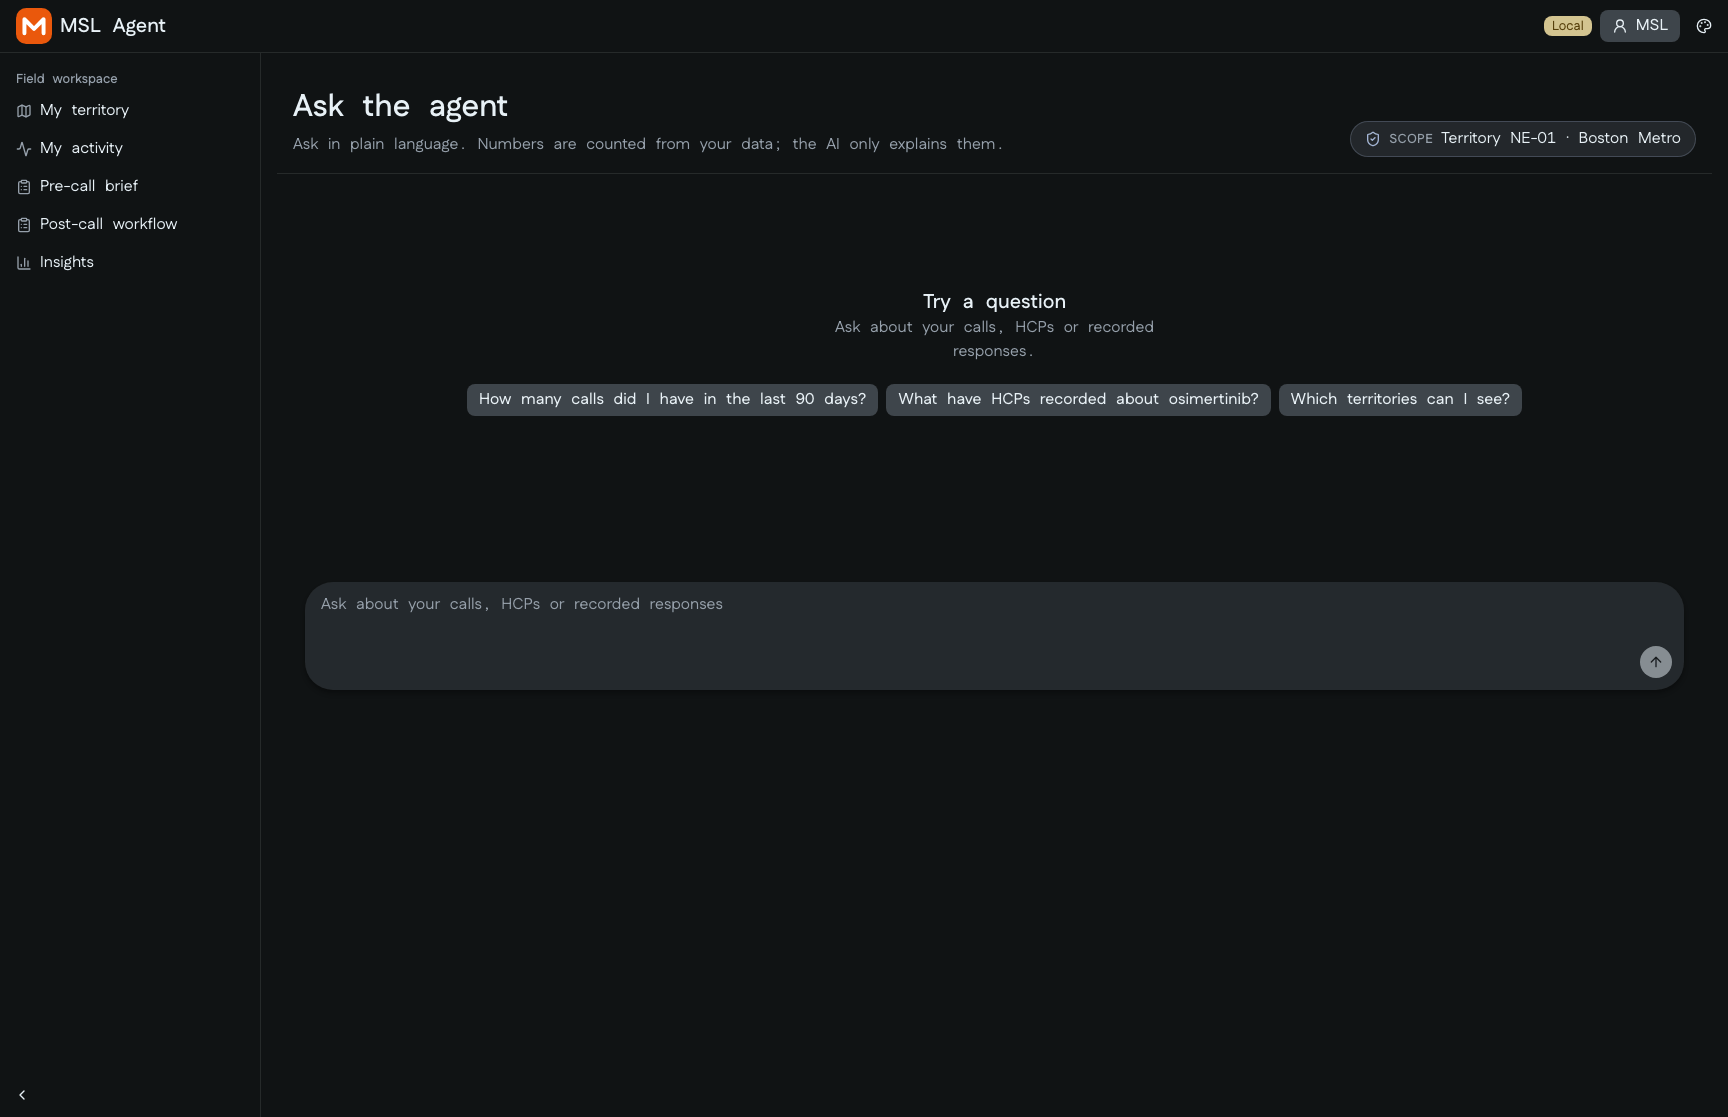 MSL Agent
Local
MSL
Field workspace
My territory
My activity
Pre-call brief
Post-call workflow
Insights
Ask the agent
Ask in plain language. Numbers are counted from your data; the AI only explains them.
SCOPE Territory NE-01 · Boston Metro
Try a question
Ask about your calls, HCPs or recorded
responses.
How many calls did I have in the last 90 days?
What have HCPs recorded about osimertinib?
Which territories can I see?
Ask about your calls, HCPs or recorded responses